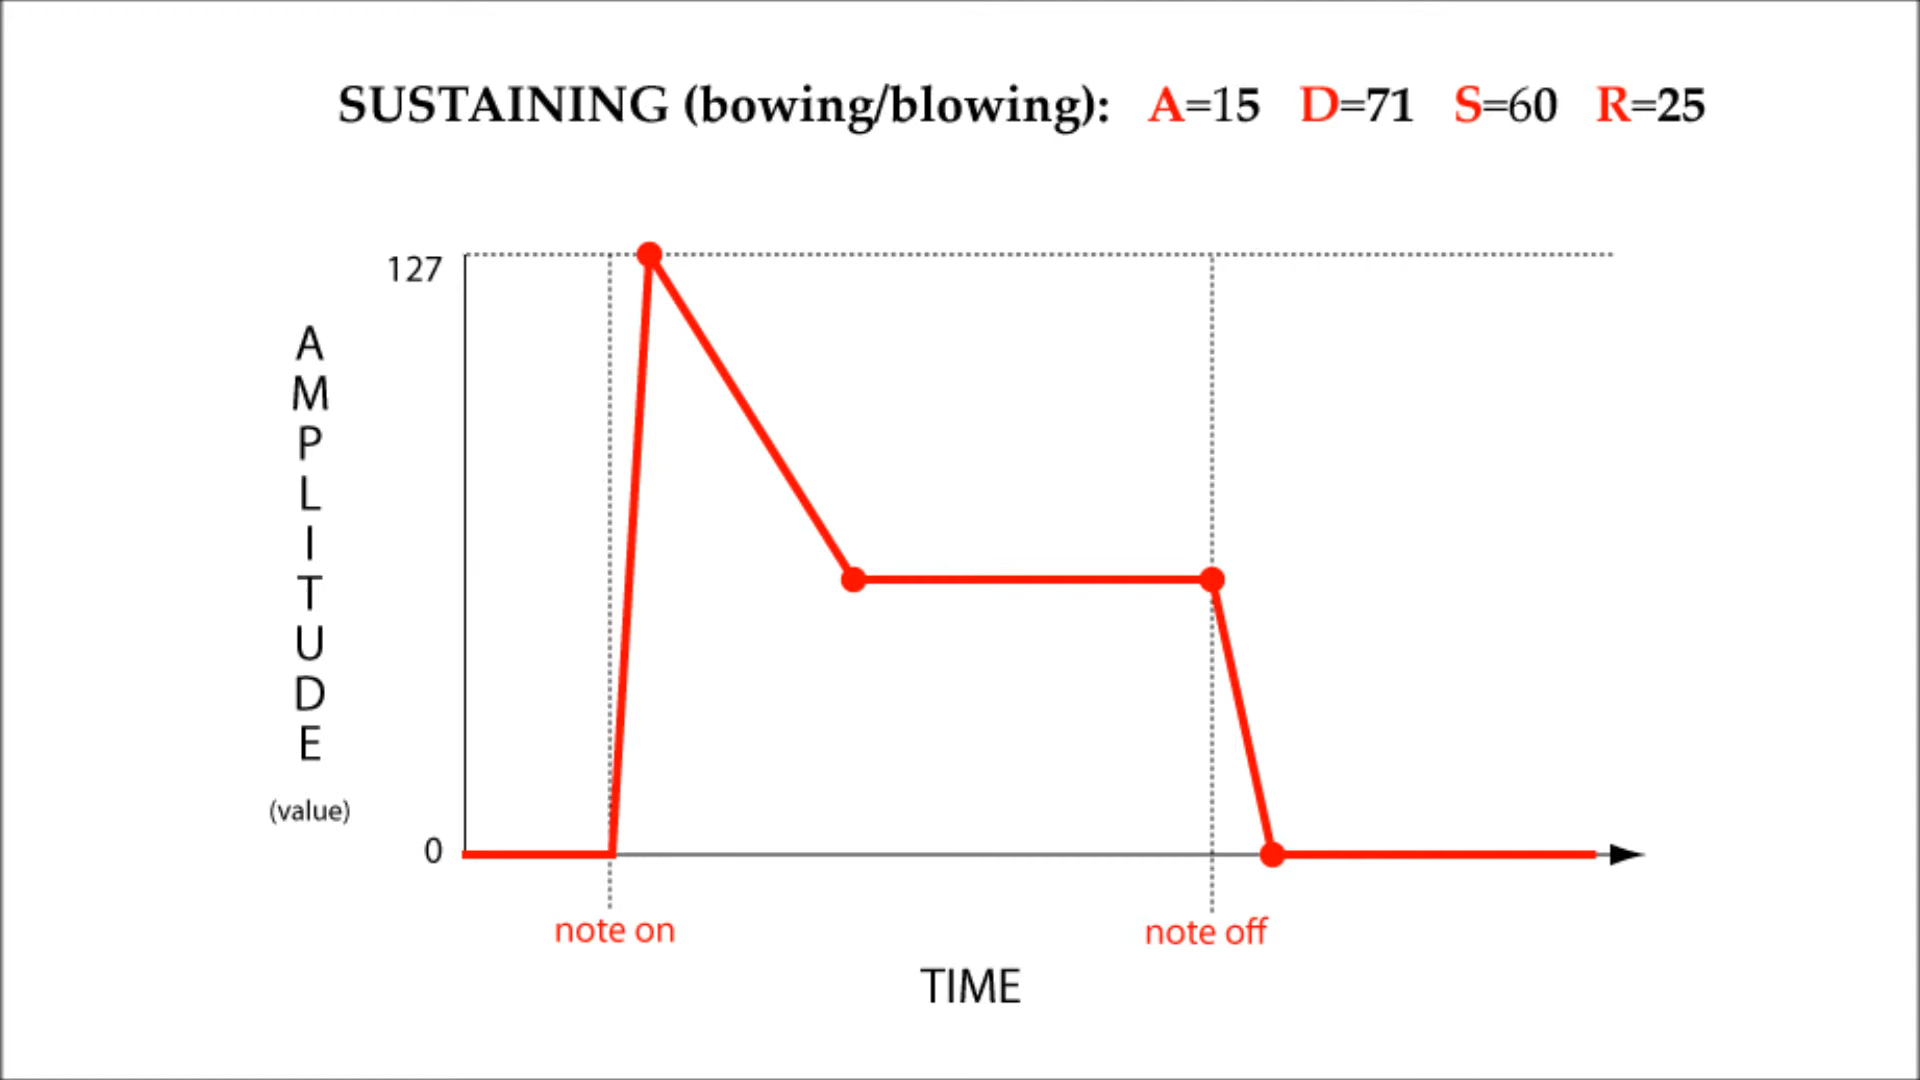 SUSTAINING (bowing/blowing): A=15 D=71 S=60 R=25
127
AMPLITUDE
(value)
0
note on
note off
TIME